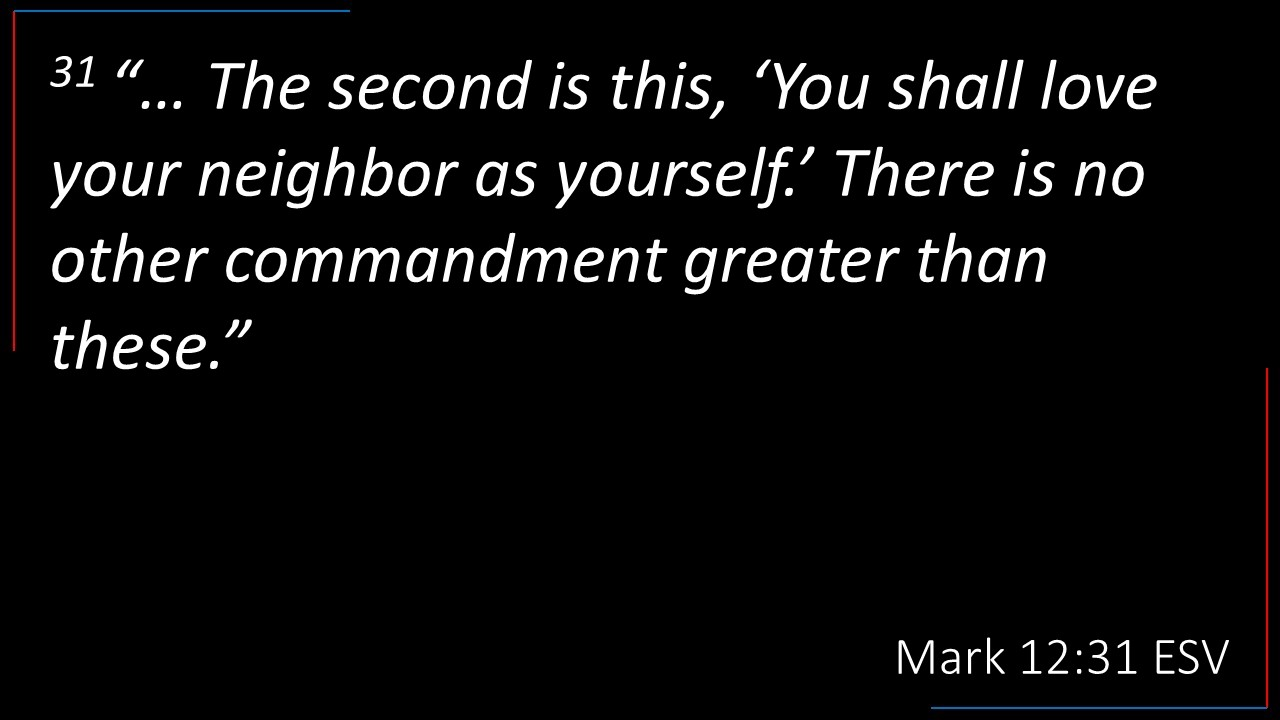 31 “… The second is this, ‘You shall love
your neighbor as yourself.’ There is no
other commandment greater than
these.”
Mark 12:31 ESV